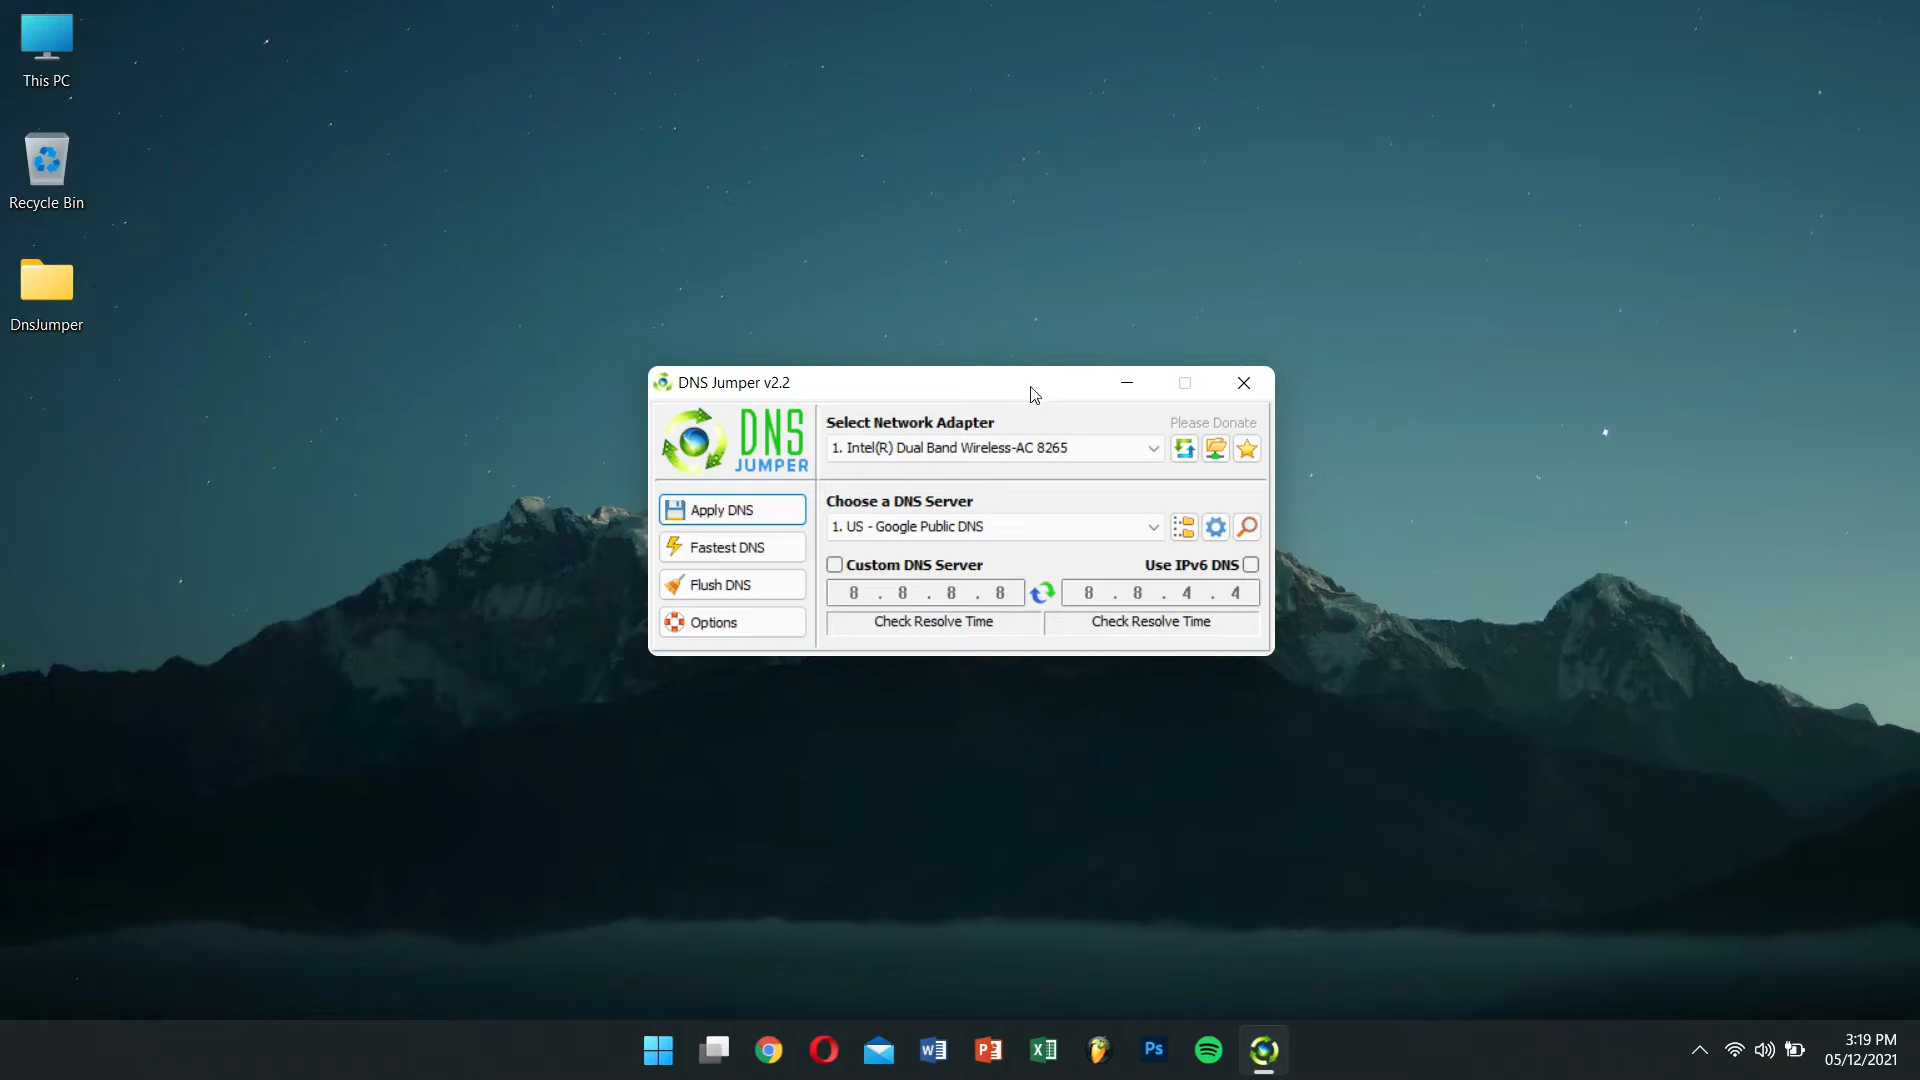 This PC
Recycle Bin
DnsJumper
DNS Jumper v2.2
DNS
JUMPER
Select Network Adapter
Please Donate
1. Intel(R) Dual Band Wireless-AC 8265
Apply DNS
Fastest DNS
Flush DNS
Options
Choose a DNS Server
1. US - Google Public DNS
Custom DNS Server
Use IPv6 DNS
8 . 8 . 8 . 8
8 . 8 . 4 . 4
Check Resolve Time
Check Resolve Time
Ps
3:19 PM
05/12/2021